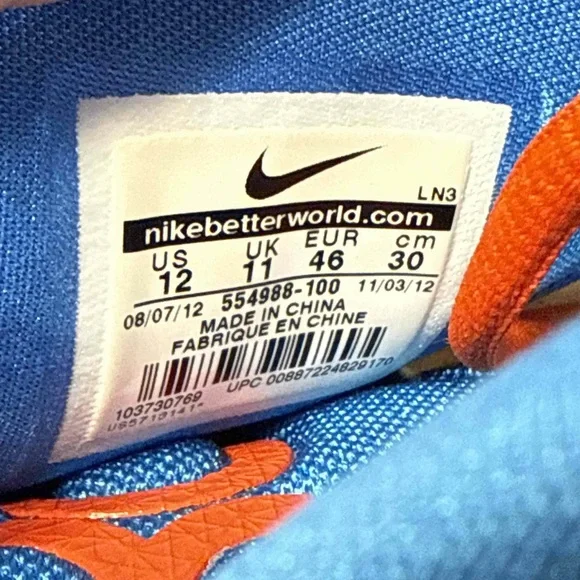 LN3
nikebetterworld.com
US UK EUR cm
12 11 46 30
08/07/12 554988-100 11/03/12
MADE IN CHINA
FABRIQUE EN CHINE
103730769 UPC 00887224829170